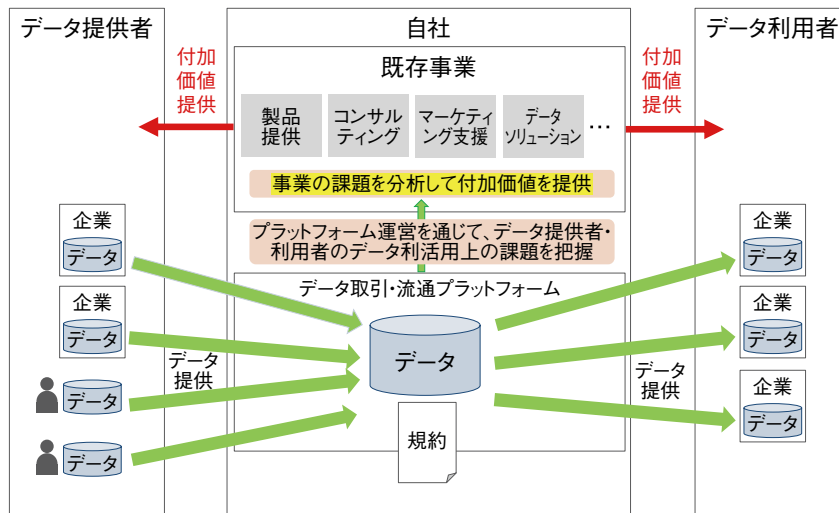 データ提供者
自社
データ利用者
付加
価値
提供
既存事業
付加
価値
提供
製品
提供
コンサル
ティング
マーケティ
ング支援
データ
ソリューション
…
事業の課題を分析して付加価値を提供
プラットフォーム運営を通じて、データ提供者・
利用者のデータ利活用上の課題を把握
データ取引・流通プラットフォーム
企業
データ
企業
データ
データ
データ
データ
提供
データ
規約
データ
提供
企業
データ
企業
データ
企業
データ